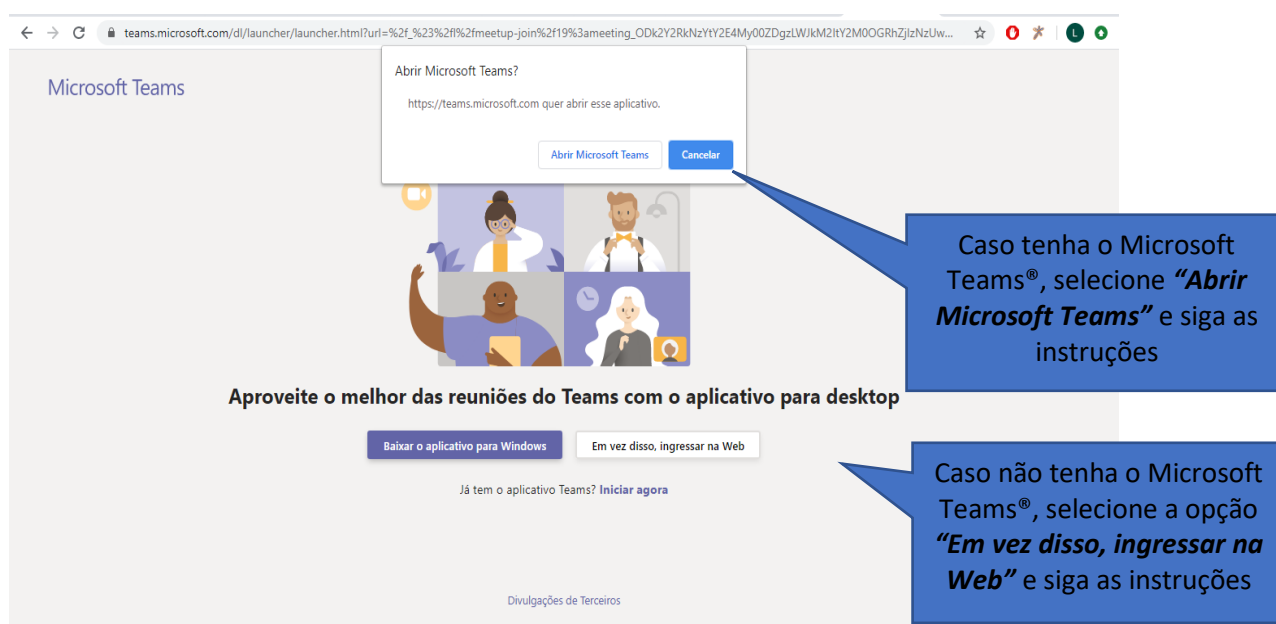 teams.microsoft.com/dl/launcher/launcher.html?url=%2f_%23%2fl%2fmeetup-join%2f19%3ameeting_ODk2Y2RkNzYtY2E4My00ZDgzLWJkM2ItY2M0OGRhZjlzNzUw...
L
Microsoft Teams
Abrir Microsoft Teams?
https://teams.microsoft.com quer abrir esse aplicativo.
Abrir Microsoft Teams
Cancelar
Caso tenha o Microsoft
Teams®, selecione “Abrir
Microsoft Teams” e siga as
instruções
Aproveite o melhor das reuniões do Teams com o aplicativo para desktop
Baixar o aplicativo para Windows
Em vez disso, ingressar na Web
Já tem o aplicativo Teams? Iniciar agora
Caso não tenha o Microsoft
Teams®, selecione a opção
“Em vez disso, ingressar na
Web” e siga as instruções
Divulgações de Terceiros